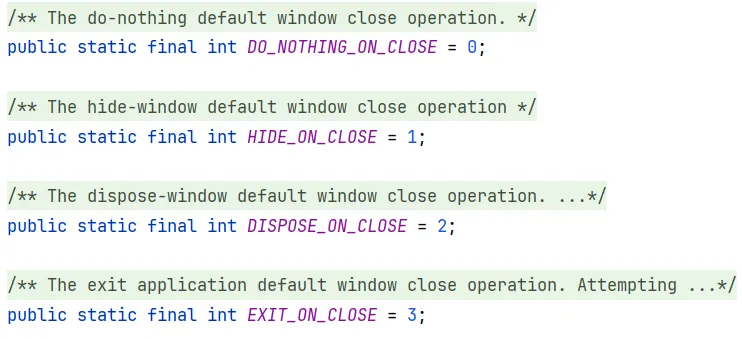 /** The do-nothing default window close operation. */
public static final int DO_NOTHING_ON_CLOSE = 0;
/** The hide-window default window close operation */
public static final int HIDE_ON_CLOSE = 1;
/** The dispose-window default window close operation. ...*/
public static final int DISPOSE_ON_CLOSE = 2;
/** The exit application default window close operation. Attempting ...*/
public static final int EXIT_ON_CLOSE = 3;